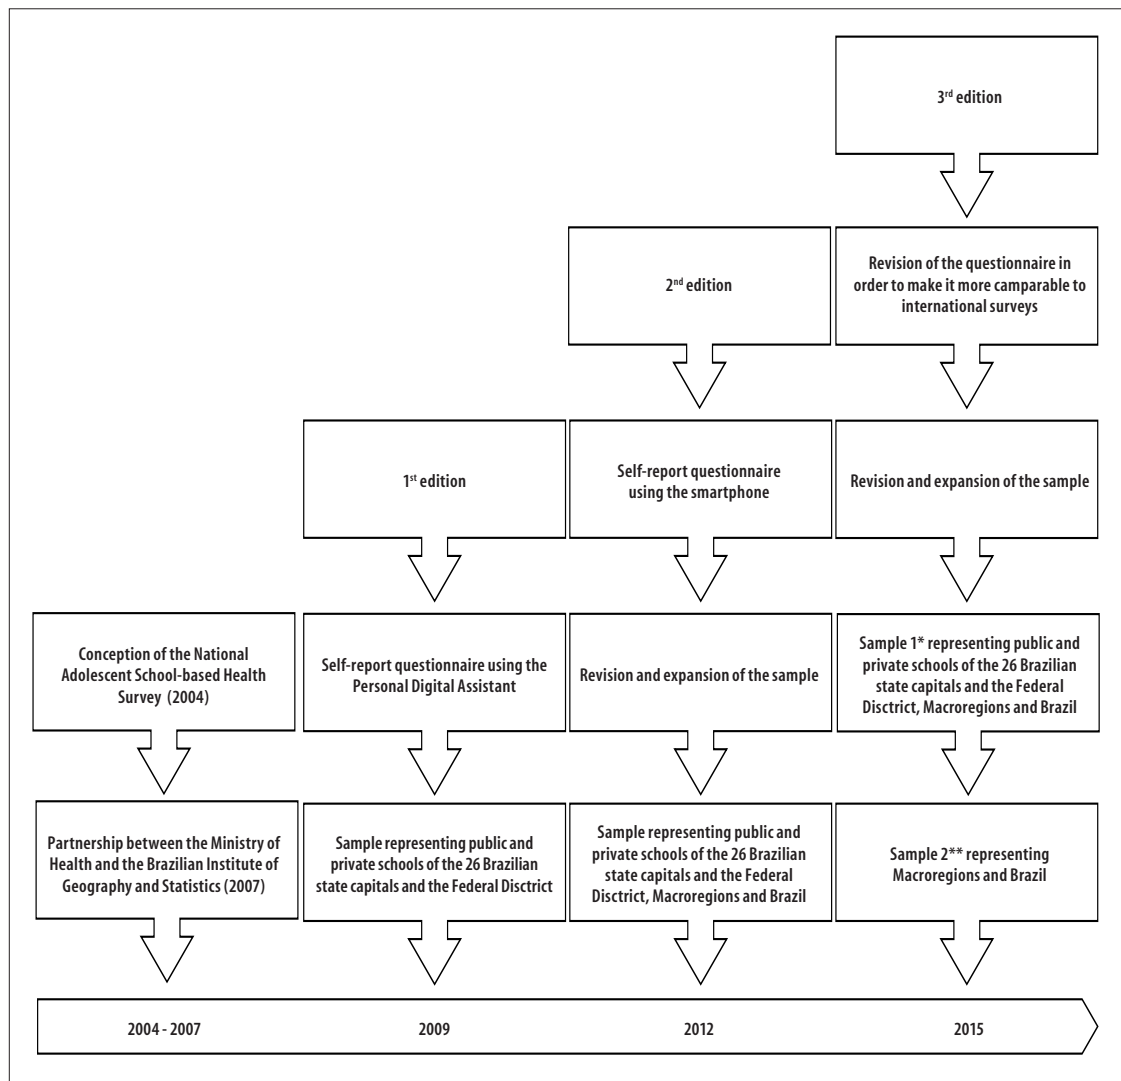 3rd edition
2nd edition
Revision of the questionnaire in
order to make it more camparable to
international surveys
1st edition
Self-report questionnaire
using the smartphone
Revision and expansion of the sample
Conception of the National
Adolescent School-based Health
Survey (2004)
Self-report questionnaire using the
Personal Digital Assistant
Revision and expansion of the sample
Sample 1* representing public and
private schools of the 26 Brazilian
state capitals and the Federal
Disctrict, Macroregions and Brazil
Partnership between the Ministry of
Health and the Brazilian Institute of
Geography and Statistics (2007)
Sample representing public and
private schools of the 26 Brazilian
state capitals and the Federal Disctrict
Sample representing public and
private schools of the 26 Brazilian
state capitals and the Federal
Disctrict, Macroregions and Brazil
Sample 2** representing
Macroregions and Brazil
2004 - 2007
2009
2012
2015